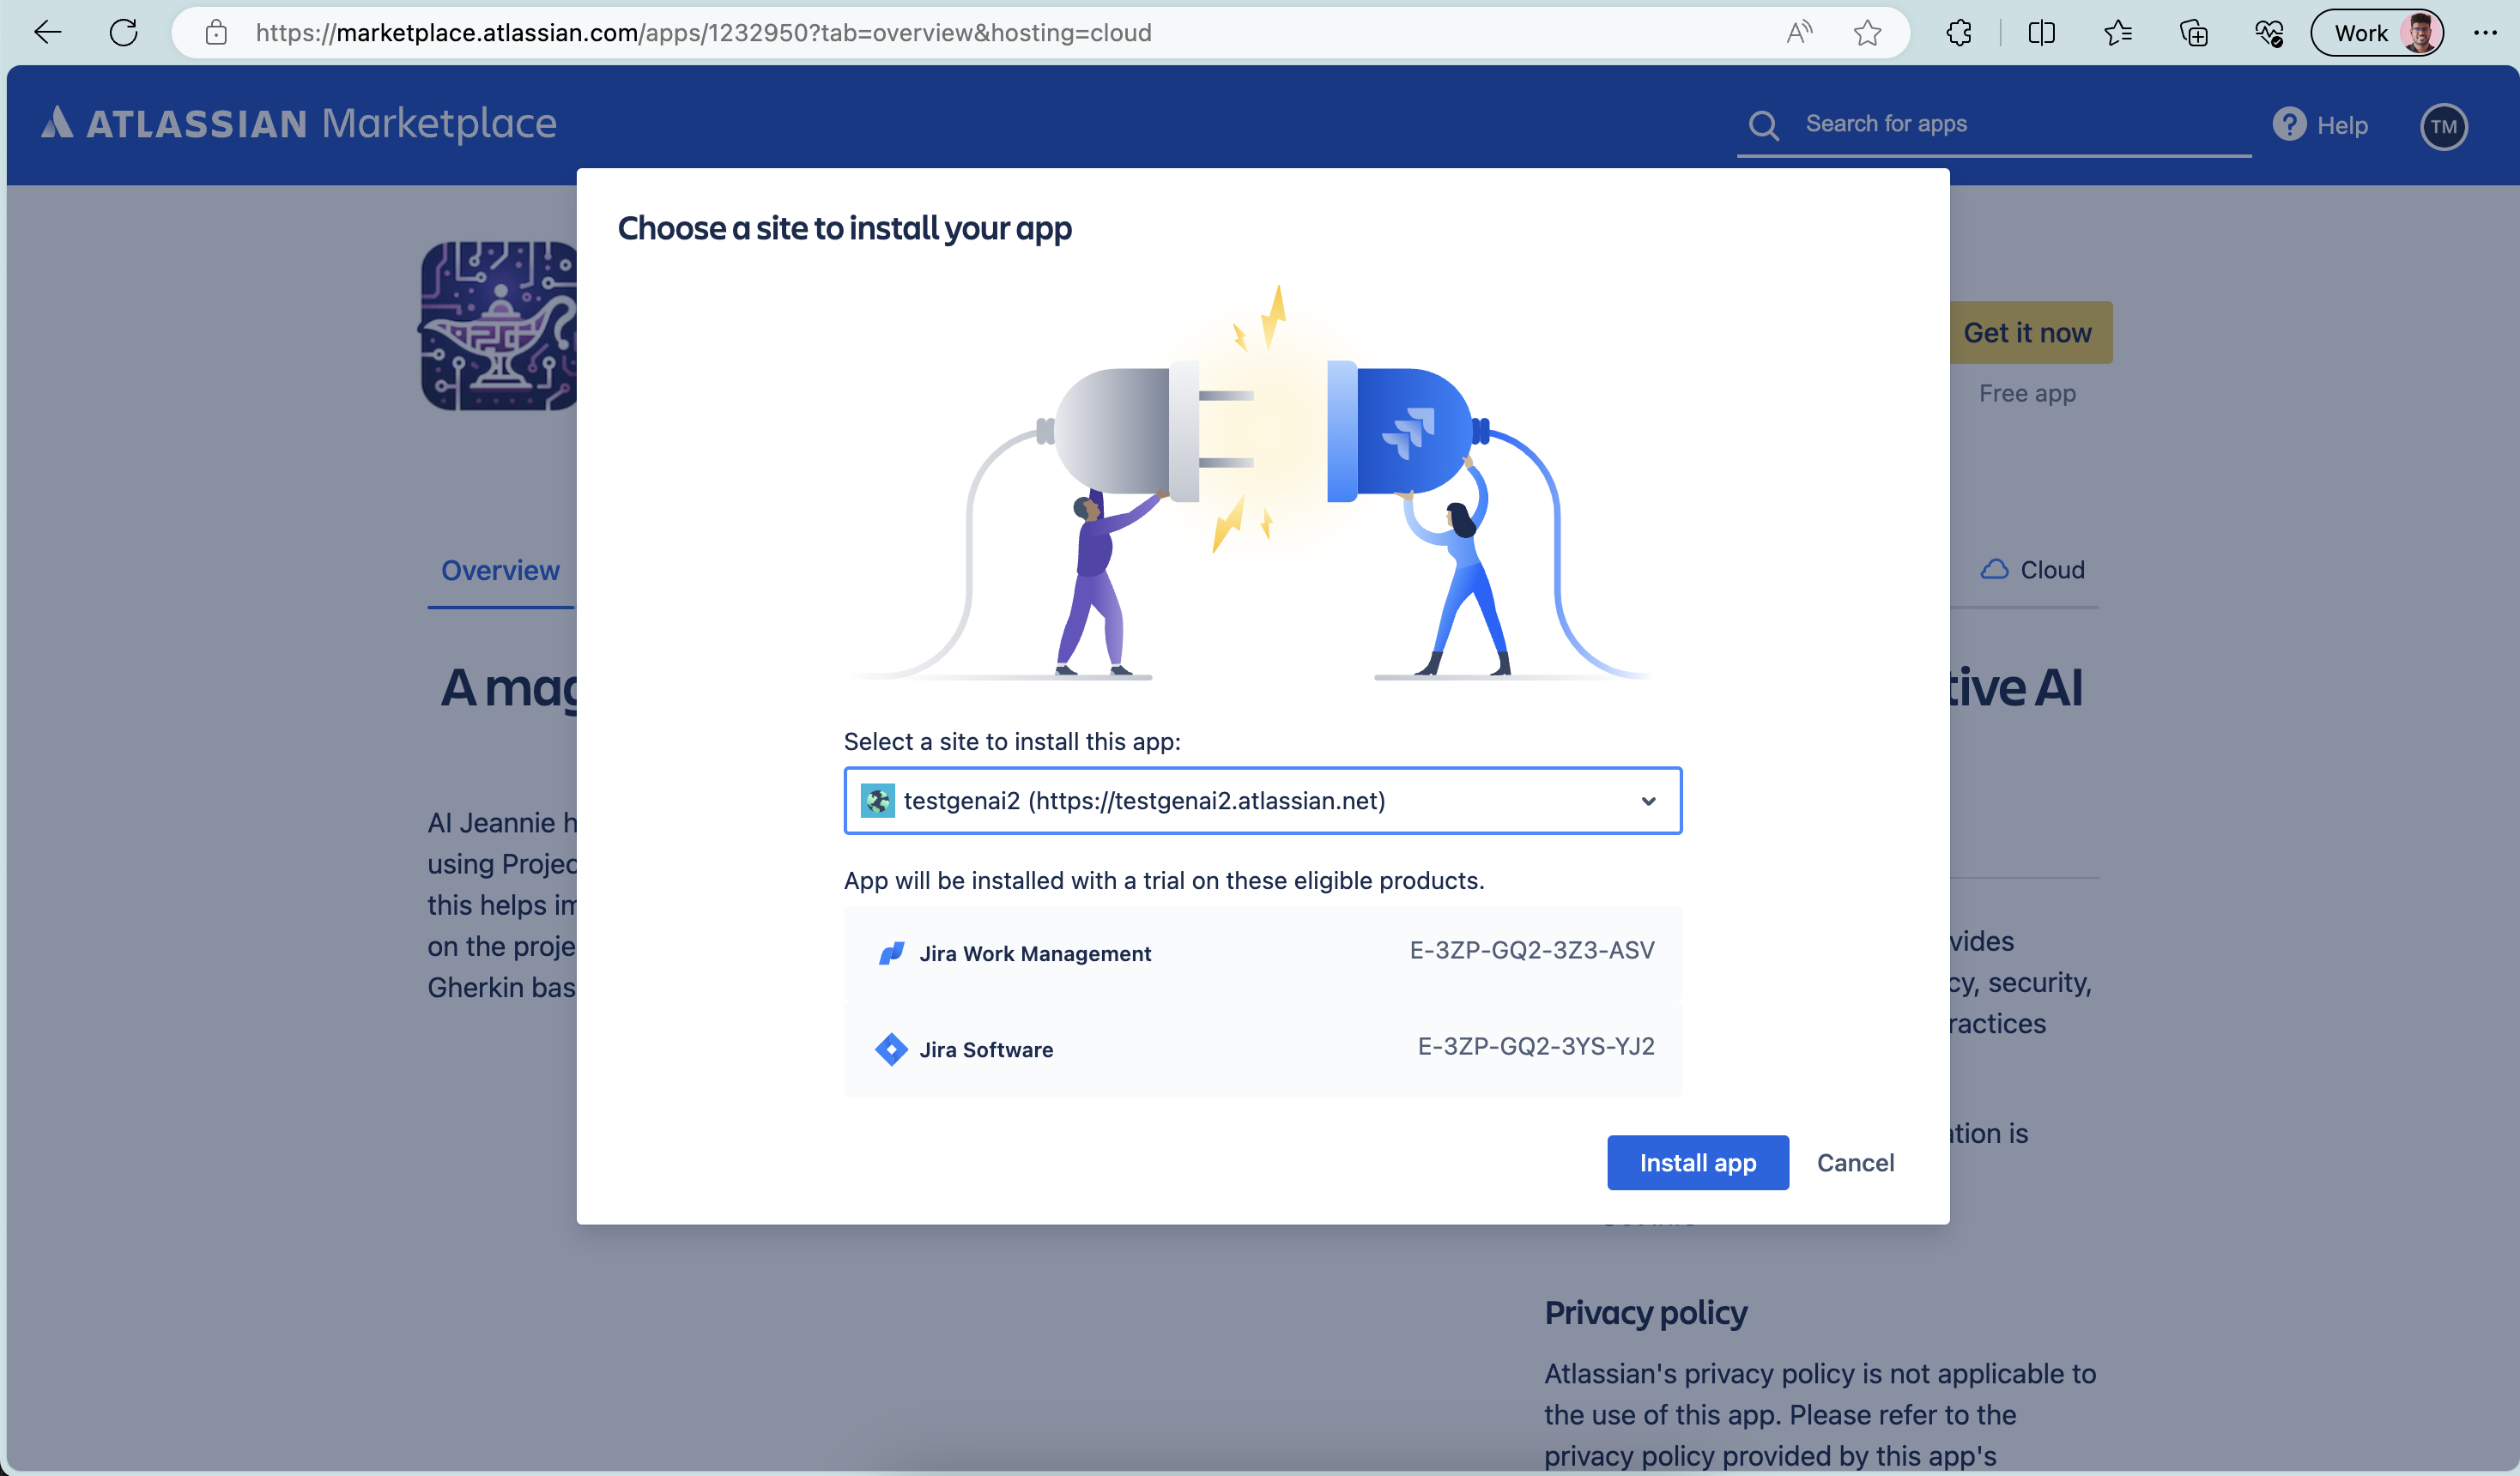 https://marketplace.atlassian.com/apps/1232950?tab=overview&hosting=cloud
Work
ATLASSIAN Marketplace
Search for apps
? Help
TM
Choose a site to install your app
Get it now
Free app
Overview
Cloud
A mag
tive AI
Select a site to install this app:
testgenai2 (https://testgenai2.atlassian.net)
AI Jeannie h
using Projec
this helps im
on the proje
Gherkin bas
App will be installed with a trial on these eligible products.
Jira Work Management E-3ZP-GQ2-3Z3-ASV
Jira Software E-3ZP-GQ2-3YS-YJ2
vides
cy, security,
ractices
ation is
Install app Cancel
Privacy policy
Atlassian's privacy policy is not applicable to
the use of this app. Please refer to the
privacy policy provided by this app's